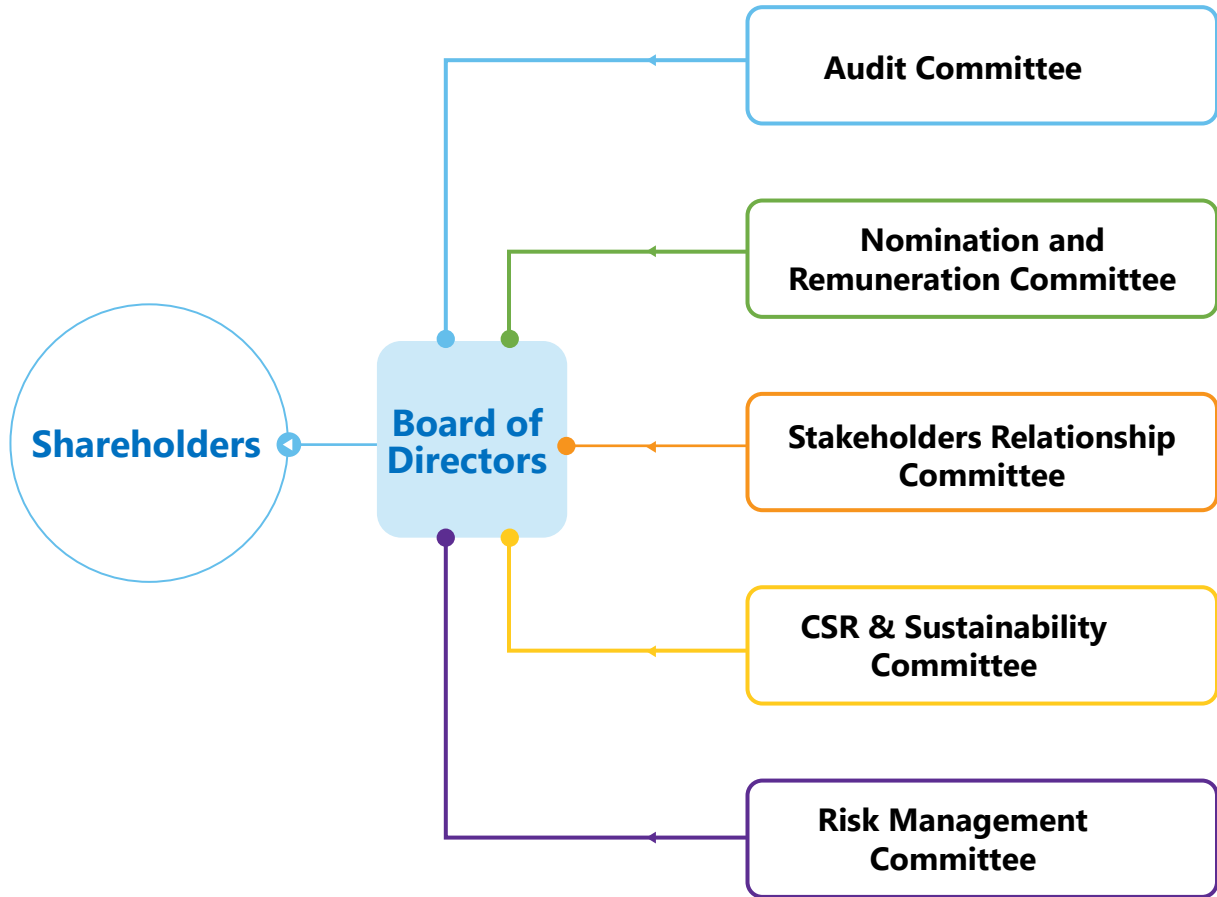 Audit Committee
Nomination and
Remuneration Committee
Shareholders
Board of
Directors
Stakeholders Relationship
Committee
CSR & Sustainability
Committee
Risk Management
Committee